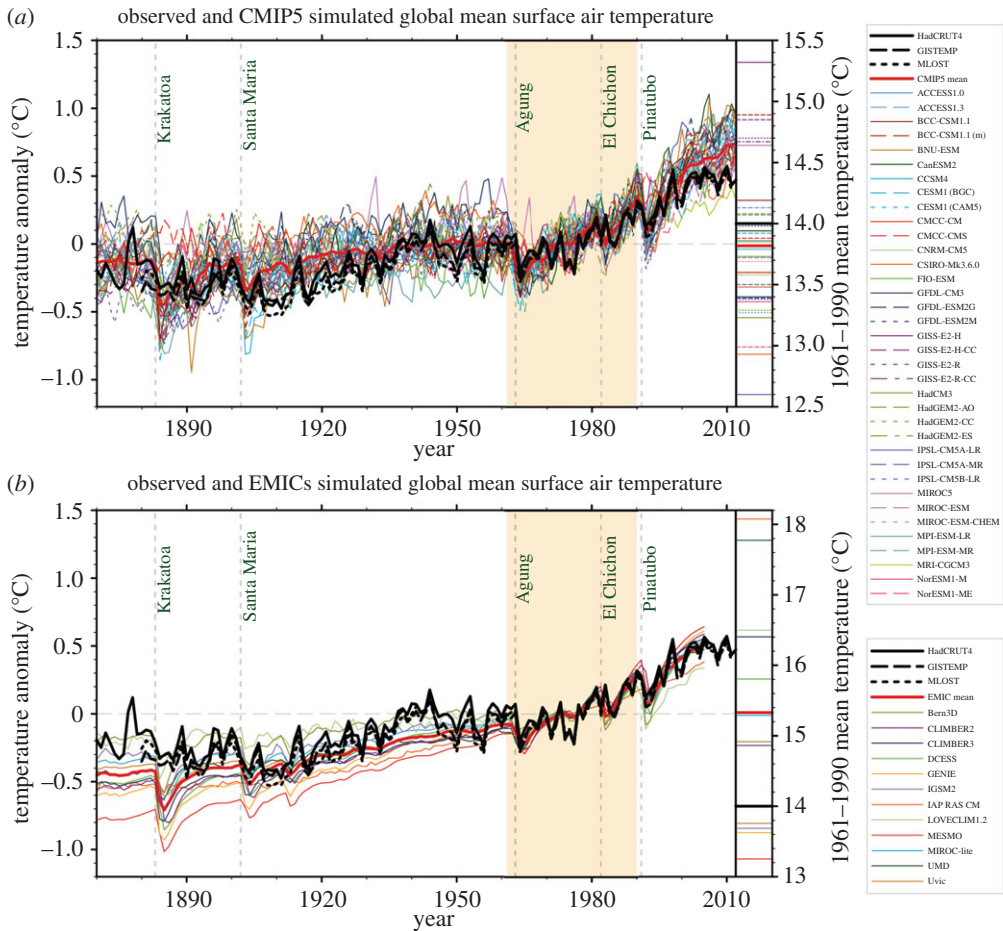 (a) observed and CMIP5 simulated global mean surface air temperature
1.5
1.0
0.5
0
–0.5
–1.0
temperature anomaly (°C)
Krakatoa
Santa Maria
Agung
El Chichon
Pinatubo
1890
1920
1950
1980
2010
year
15.5
15.0
14.5
14.0
13.5
13.0
12.5
1961–1990 mean temperature (°C)
HadCRUT4
GISTEMP
MLOST
CMIP5 mean
ACCESS1.0
ACCESS1.3
BCC-CSM1.1
BCC-CSM1.1 (m)
BNU-ESM
CanESM2
CCSM4
CESM1 (BGC)
CESM1 (CAM5)
CMCC-CM
CMCC-CMS
CNRM-CM5
CSIRO-Mk3.6.0
FIO-ESM
GFDL-CM3
GFDL-ESM2G
GFDL-ESM2M
GISS-E2-H
GISS-E2-H-CC
GISS-E2-R
GISS-E2-R-CC
HadCM3
HadGEM2-AO
HadGEM2-CC
HadGEM2-ES
IPSL-CM5A-LR
IPSL-CM5A-MR
IPSL-CM5B-LR
MIROC5
MIROC-ESM
MIROC-ESM-CHEM
MPI-ESM-LR
MPI-ESM-MR
MRI-CGCM3
NorESM1-M
NorESM1-ME
(b) observed and EMICs simulated global mean surface air temperature
1.5
1.0
0.5
0
–0.5
–1.0
temperature anomaly (°C)
Krakatoa
Santa Maria
Agung
El Chichon
Pinatubo
1890
1920
1950
1980
2010
year
18
17
16
15
14
13
1961–1990 mean temperature (°C)
HadCRUT4
GISTEMP
MLOST
EMIC mean
Bern3D
CLIMBER2
CLIMBER3
DCESS
GENIE
IGSM2
IAP RAS CM
LOVECLIM1.2
MESMO
MIROC-lite
UMD
Uvic